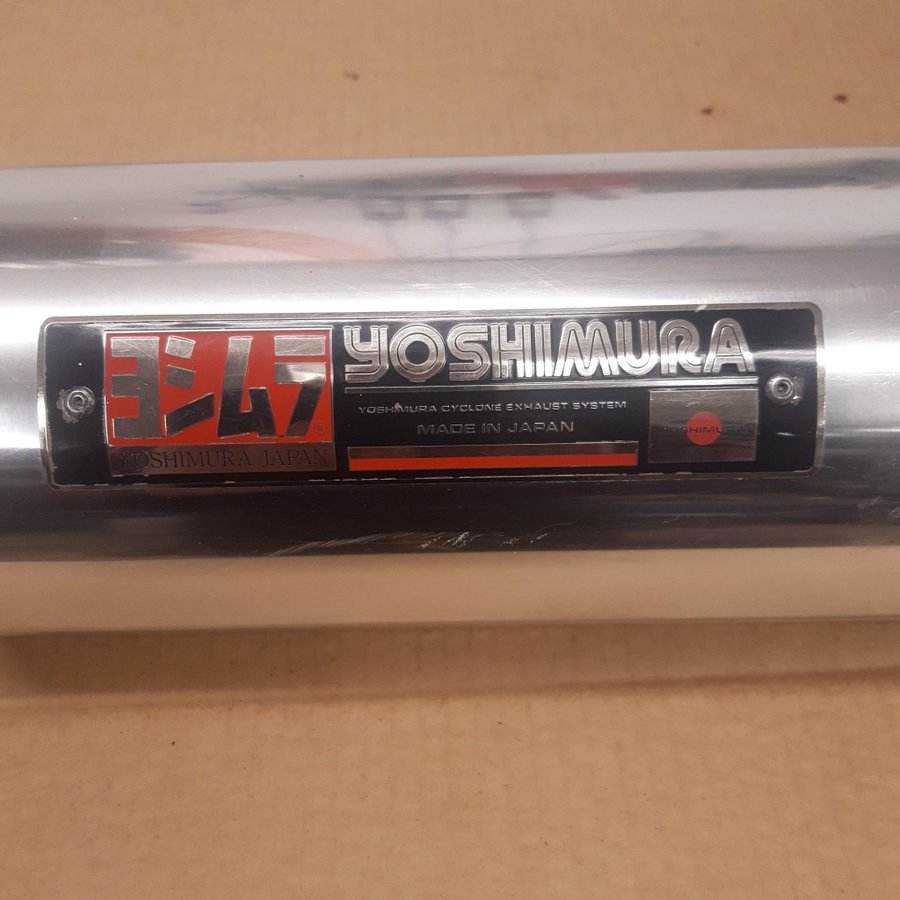 ヨシムラ
®
YOSHIMURA JAPAN
YOSHIMURA
YOSHIMURA CYCLONE EXHAUST SYSTEM
MADE IN JAPAN
YOSHIMURA